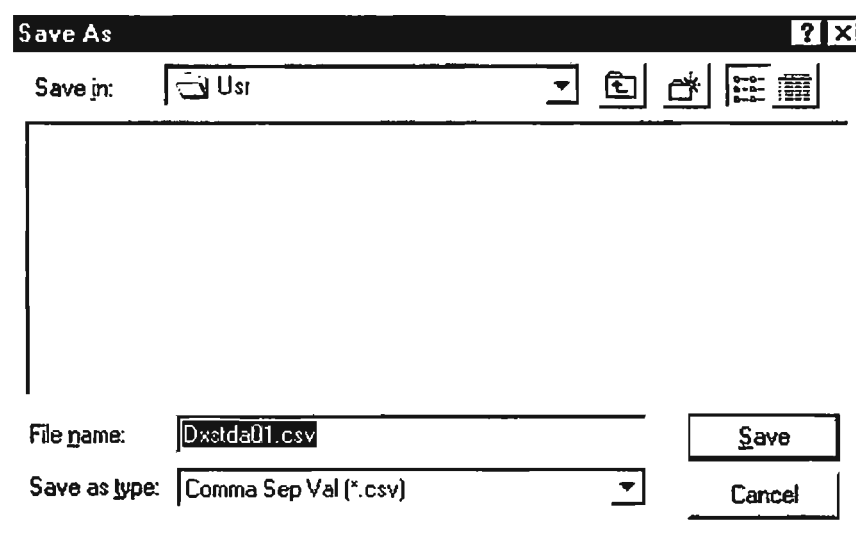 Save As
Save in: Usr
File name: Dxstda01.csv
Save as type: Comma Sep Val (*.csv)
Save
Cancel